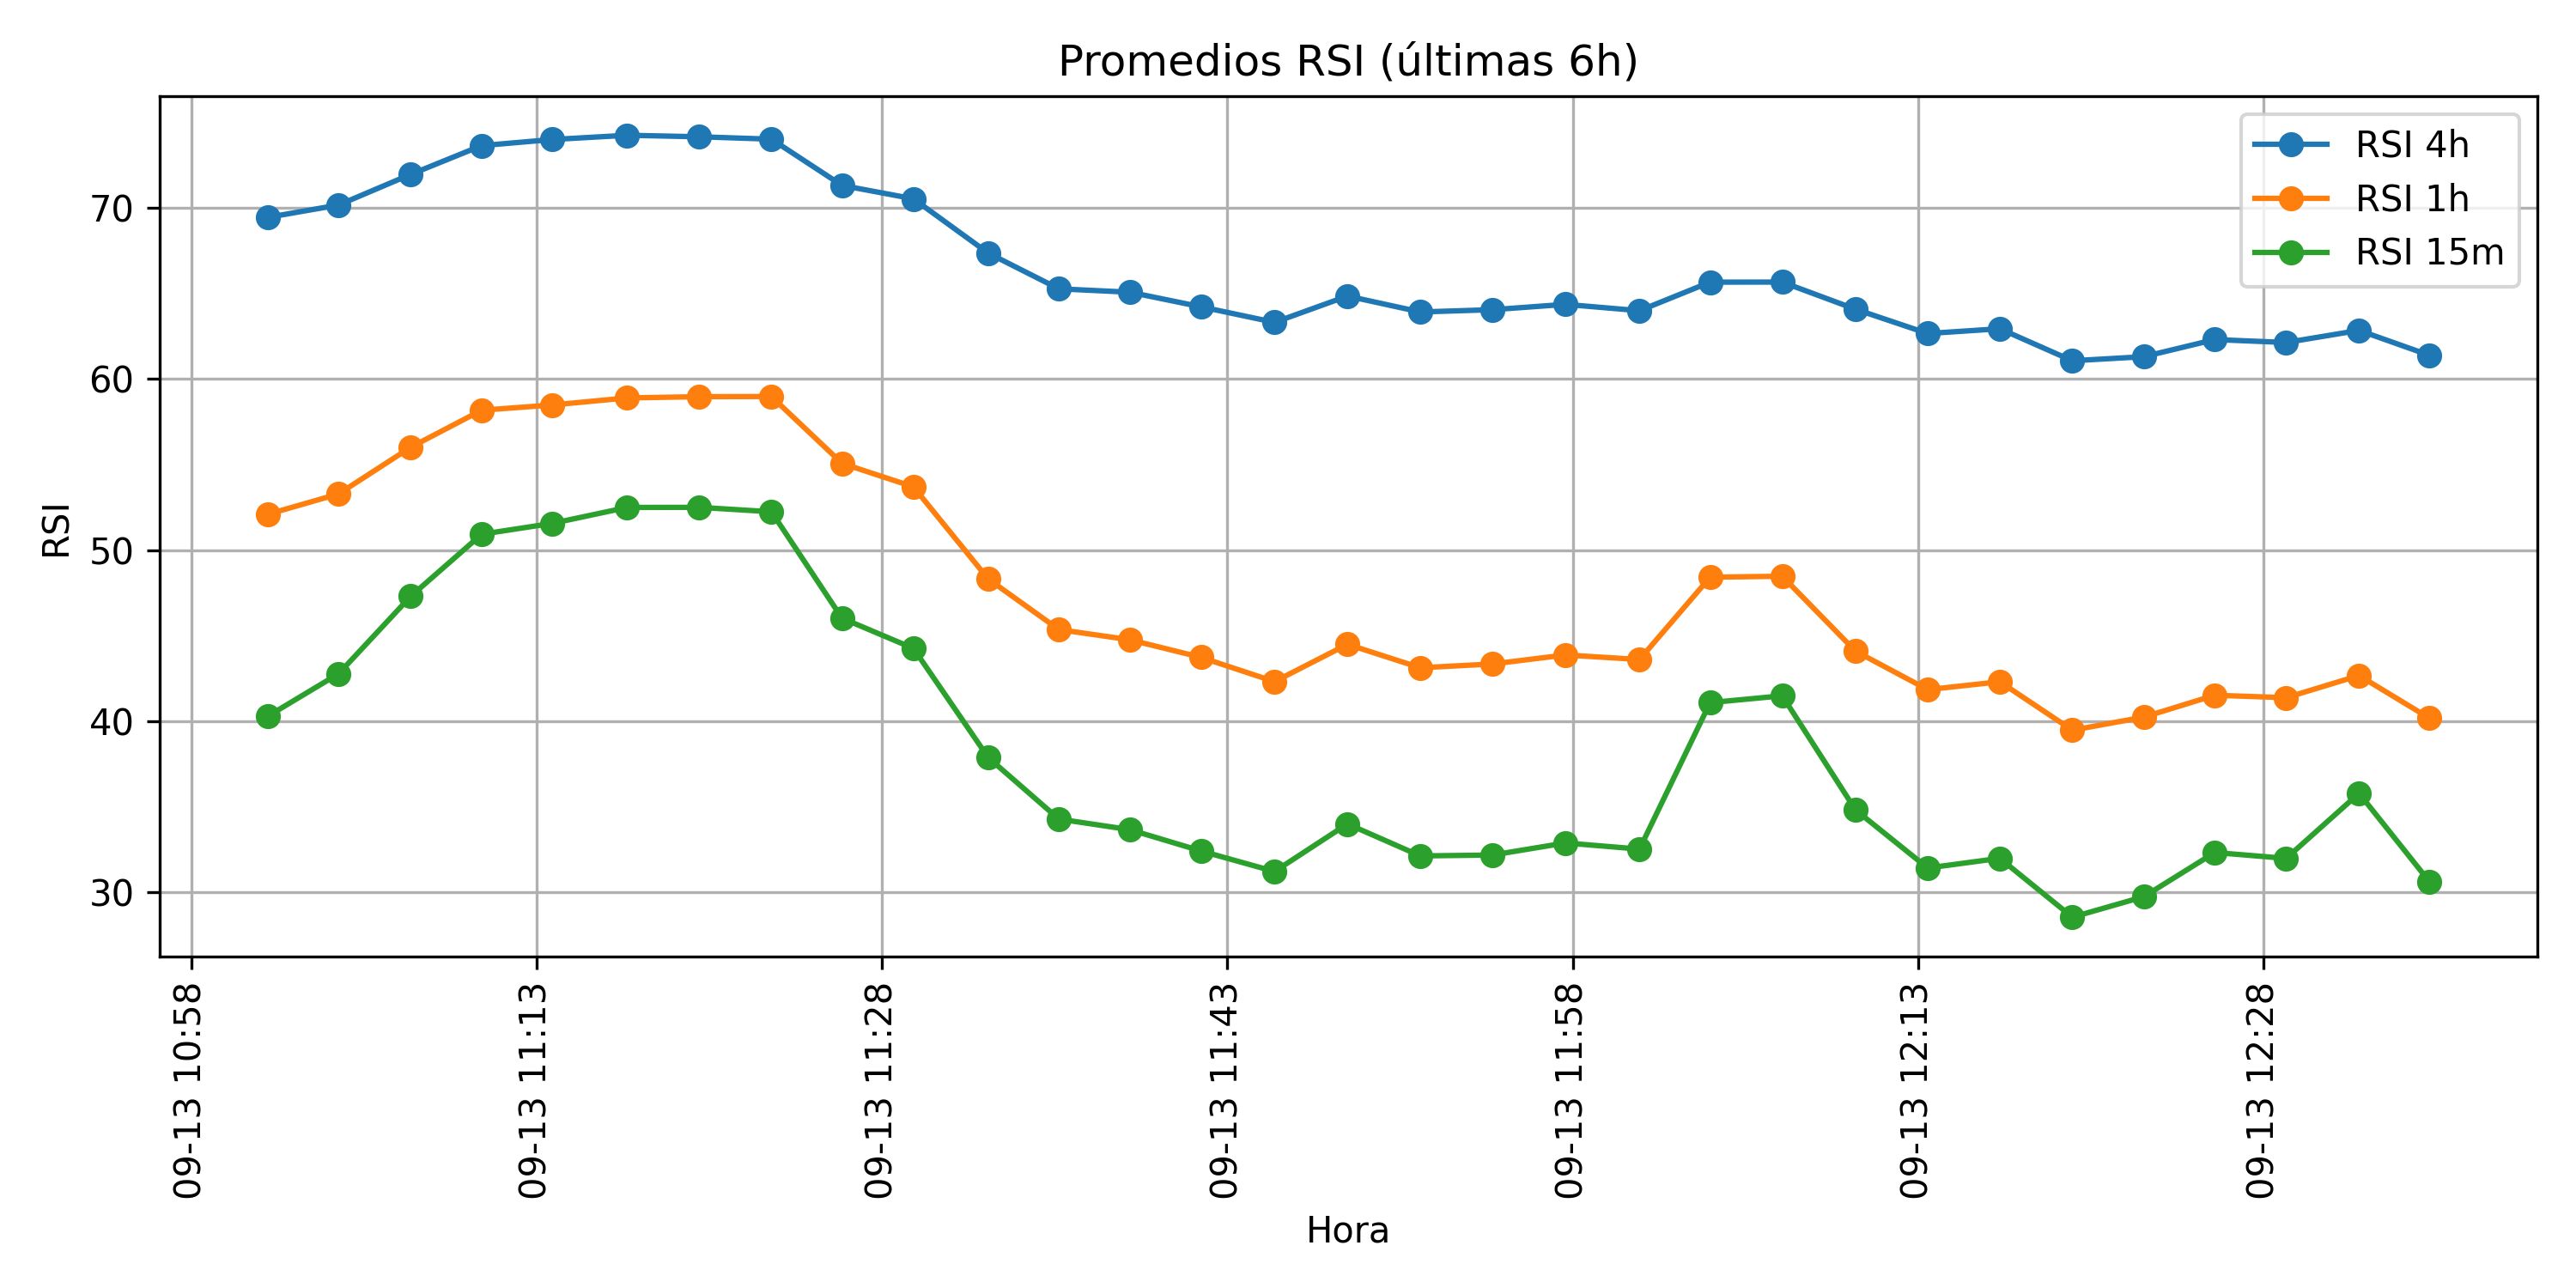 Promedios RSI (últimas 6h)
RSI 4h
RSI 1h
RSI 15m
RSI
70
60
50
40
30
09-13 10:58
09-13 11:13
09-13 11:28
09-13 11:43
09-13 11:58
09-13 12:13
09-13 12:28
Hora